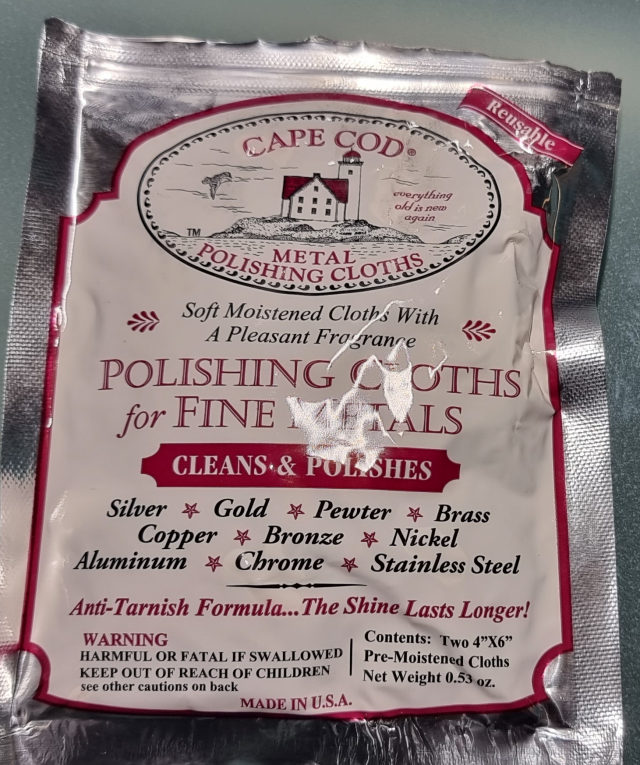 Reusable
CAPE COD®
everything
old is new
again
TM
METAL
POLISHING CLOTHS
Soft Moistened Cloths With
A Pleasant Fragrance
POLISHING CLOTHS
for FINE METALS
CLEANS & POLISHES
Silver Gold Pewter Brass
Copper Bronze Nickel
Aluminum Chrome Stainless Steel
Anti-Tarnish Formula...The Shine Lasts Longer!
WARNING
HARMFUL OR FATAL IF SWALLOWED
KEEP OUT OF REACH OF CHILDREN
see other cautions on back
Contents: Two 4"X6"
Pre-Moistened Cloths
Net Weight 0.53 oz.
MADE IN U.S.A.